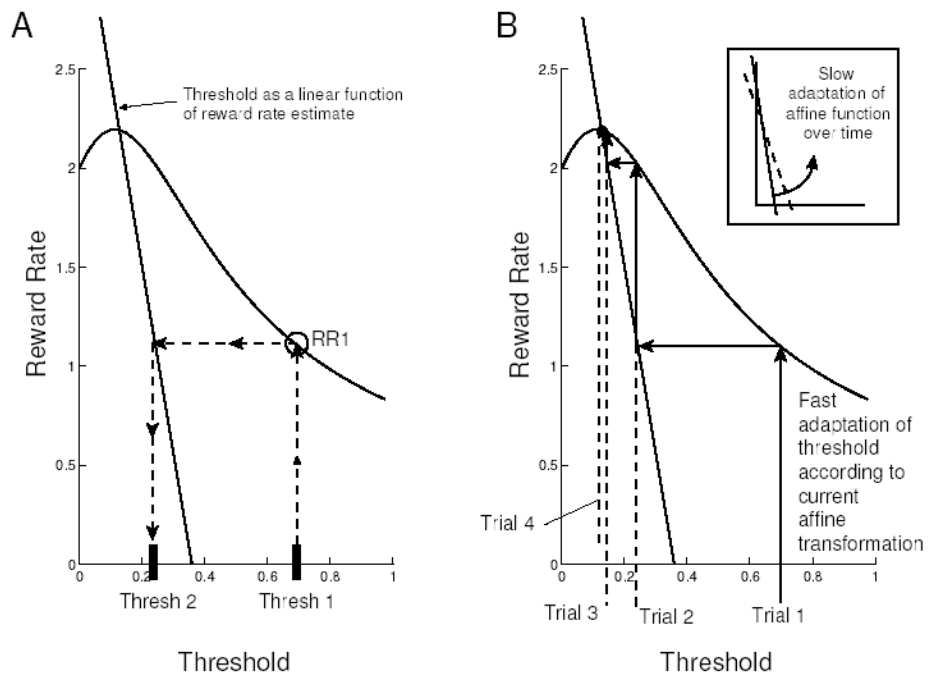 A
2.5
2
1.5
1
0.5
0
0
0.2
0.4
0.6
0.8
1
Reward Rate
Threshold as a linear function
of reward rate estimate
RR1
Thresh 2
Thresh 1
Threshold
B
2.5
2
1.5
1
0.5
0
0
0.2
0.4
0.6
0.8
1
Reward Rate
Slow
adaptation of
affine function
over time
Fast
adaptation of
threshold
according to
current
affine
transformation
Trial 4
Trial 3
Trial 2
Trial 1
Threshold